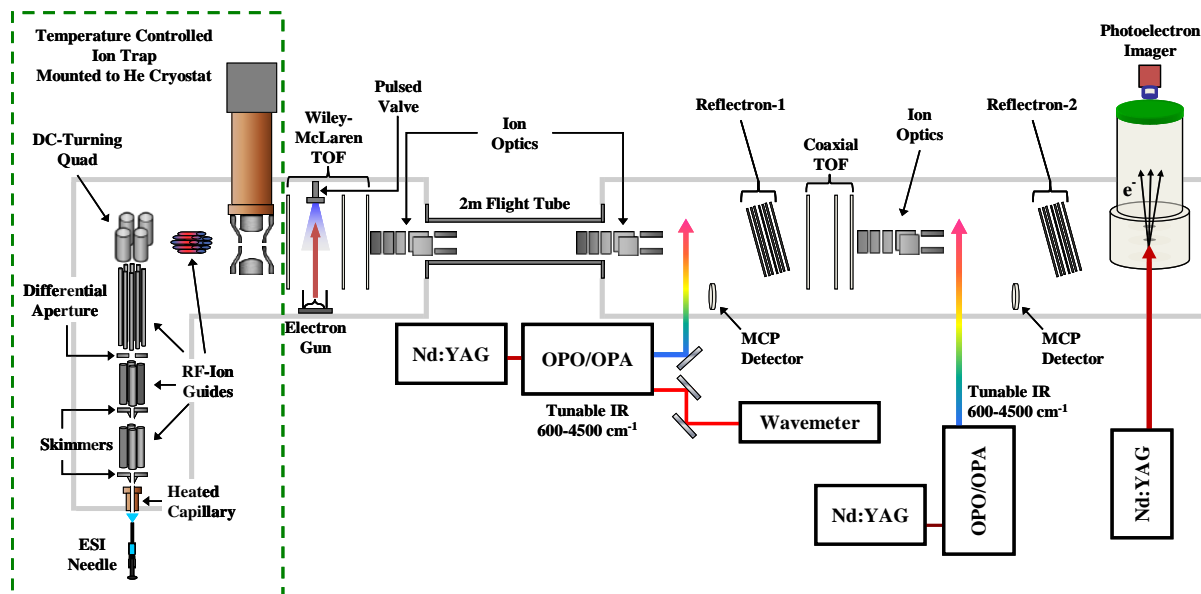 Temperature Controlled
Ion Trap
Mounted to He Cryostat
DC-Turning
Quad
Wiley-
McLaren
TOF
Pulsed
Valve
Ion
Optics
2m Flight Tube
Reflectron-1
Coaxial
TOF
Ion
Optics
Reflectron-2
Photoelectron
Imager
e-
Differential
Aperture
RF-Ion
Guides
Skimmers
Heated
Capillary
ESI
Needle
Electron
Gun
Nd:YAG
OPO/OPA
Tunable IR
600-4500 cm-1
Wavemeter
MCP
Detector
MCP
Detector
Tunable IR
600-4500 cm-1
Nd:YAG
OPO/OPA
Nd:YAG